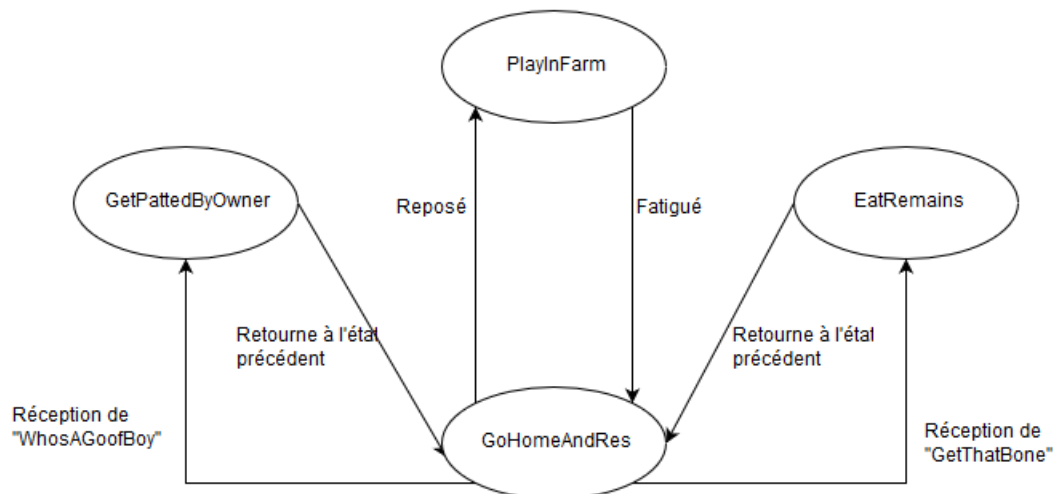 PlayInFarm
GetPattedByOwner
Reposé
Fatigué
EatRemains
Retourne à l'état
précédent
Retourne à l'état
précédent
Réception de
"WhosAGoofBoy"
GoHomeAndRes
Réception de
"GetThatBone"